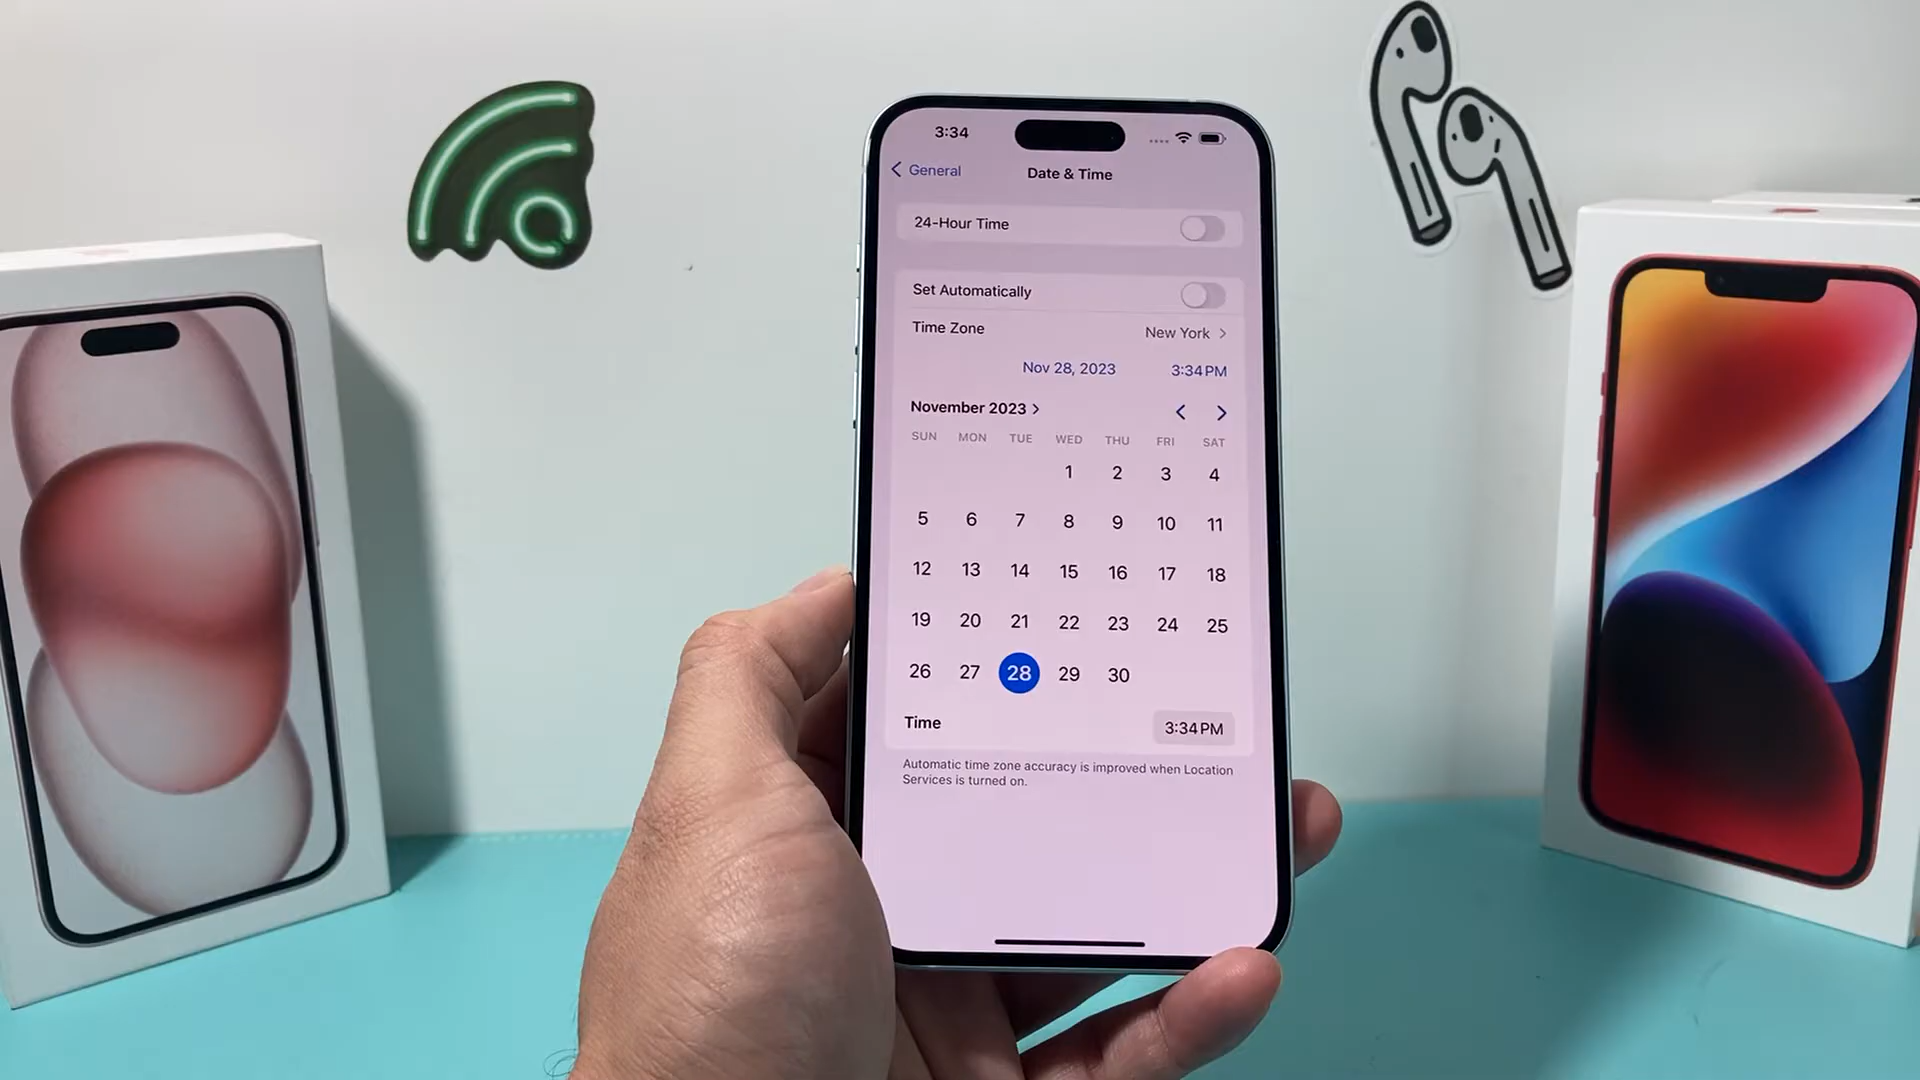 3:34
General
Date & Time
24-Hour Time
Set Automatically
Time Zone New York
Nov 28, 2023 3:34 PM
November 2023
SUN MON TUE WED THU FRI SAT
1 2 3 4
5 6 7 8 9 10 11
12 13 14 15 16 17 18
19 20 21 22 23 24 25
26 27 28 29 30
Time 3:34 PM
Automatic time zone accuracy is improved when Location
Services is turned on.